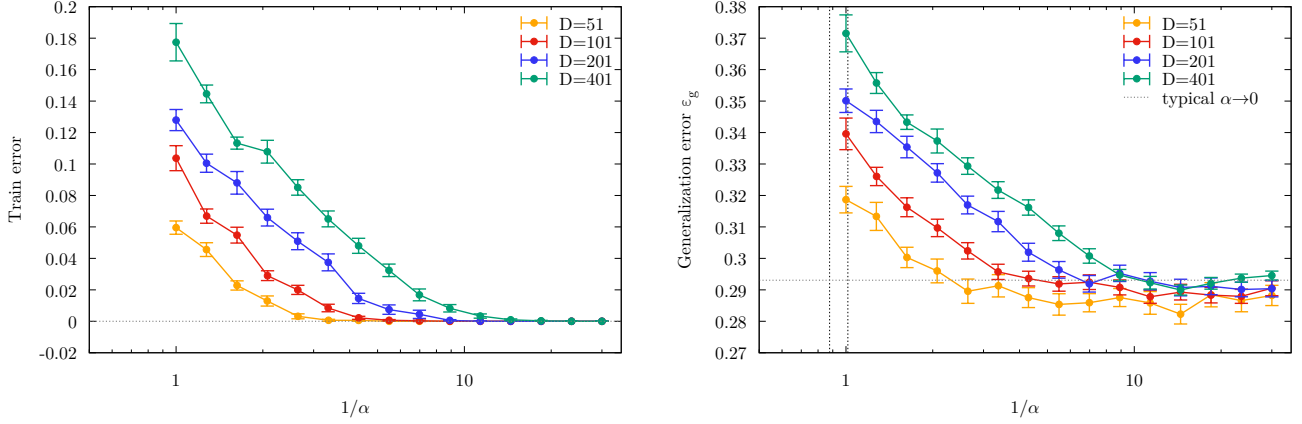 Train error
0.2
0.18
0.16
0.14
0.12
0.1
0.08
0.06
0.04
0.02
0
-0.02
1
10
1/α
D=51
D=101
D=201
D=401
Generalization error ε_g
0.38
0.37
0.36
0.35
0.34
0.33
0.32
0.31
0.3
0.29
0.28
0.27
1
10
1/α
D=51
D=101
D=201
D=401
typical α→0